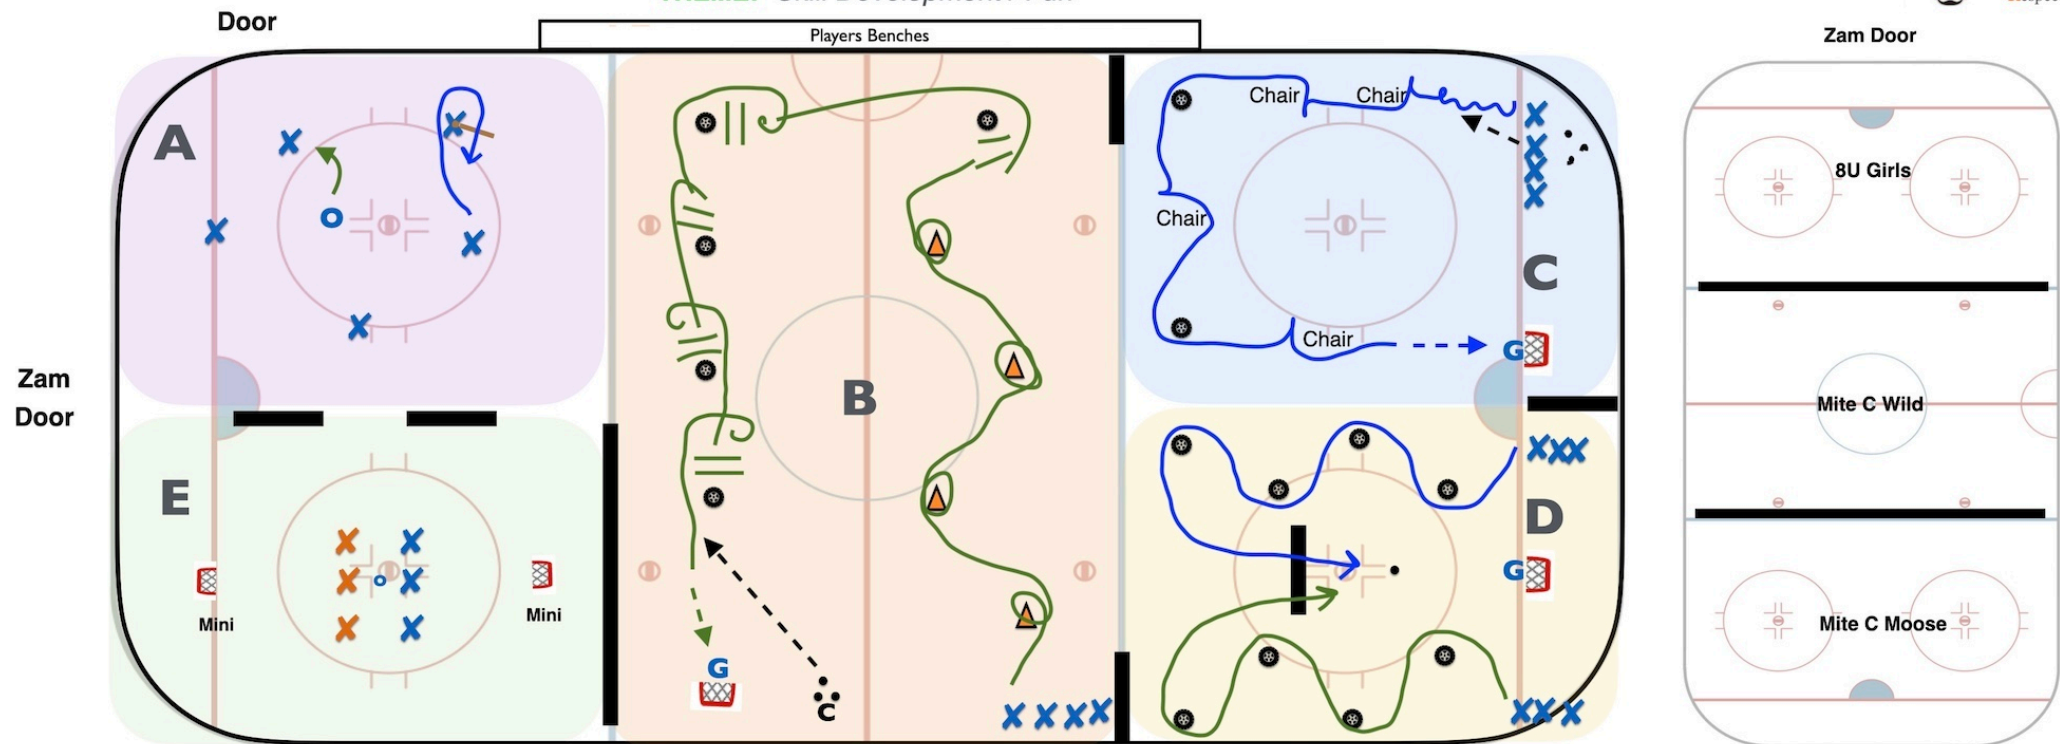 Door
Players Benches
Zam Door
A
Chair
Chair
8U Girls
Chair
C
Chair
G
Zam
Door
B
Mite C Wild
E
D
G
Mini
Mini
Mite C Moose
G
c